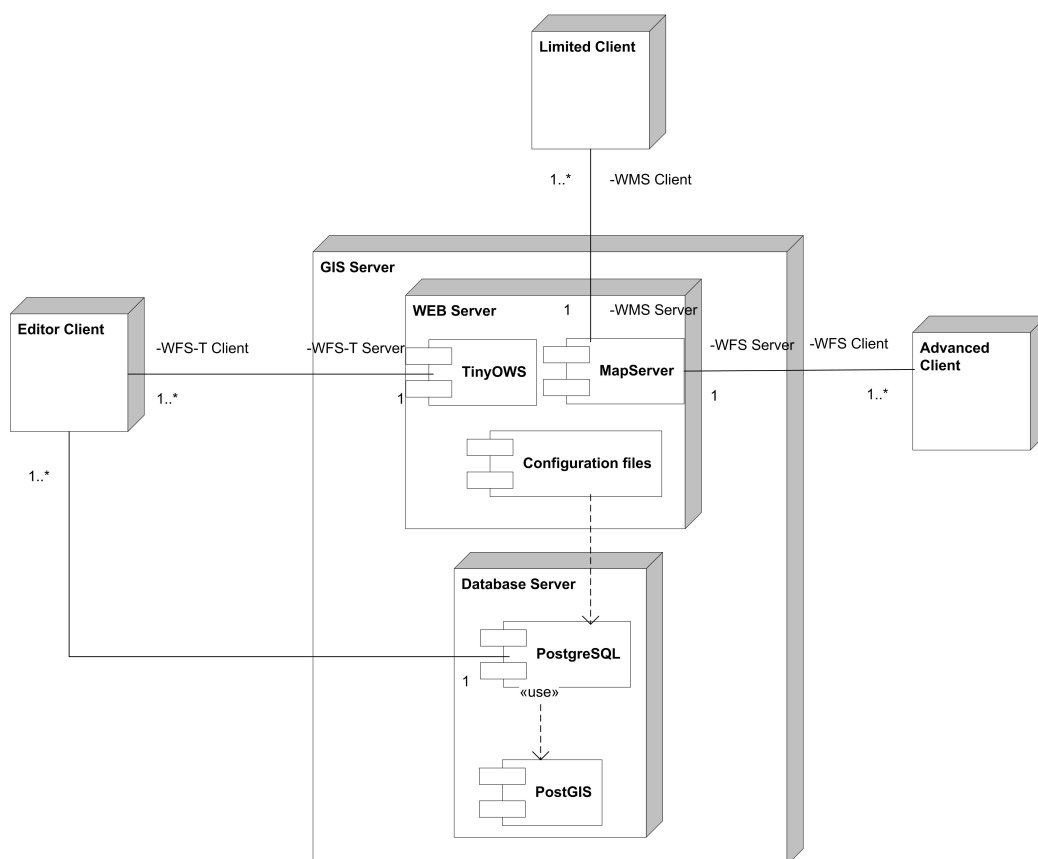 Limited Client
1..*
-WMS Client
GIS Server
WEB Server
1
-WMS Server
Editor Client
-WFS-T Client
-WFS-T Server
-WFS Server
-WFS Client
Advanced
Client
TinyOWS
MapServer
1..*
1
1
1..*
Configuration files
1..*
Database Server
PostgreSQL
1
«use»
PostGIS